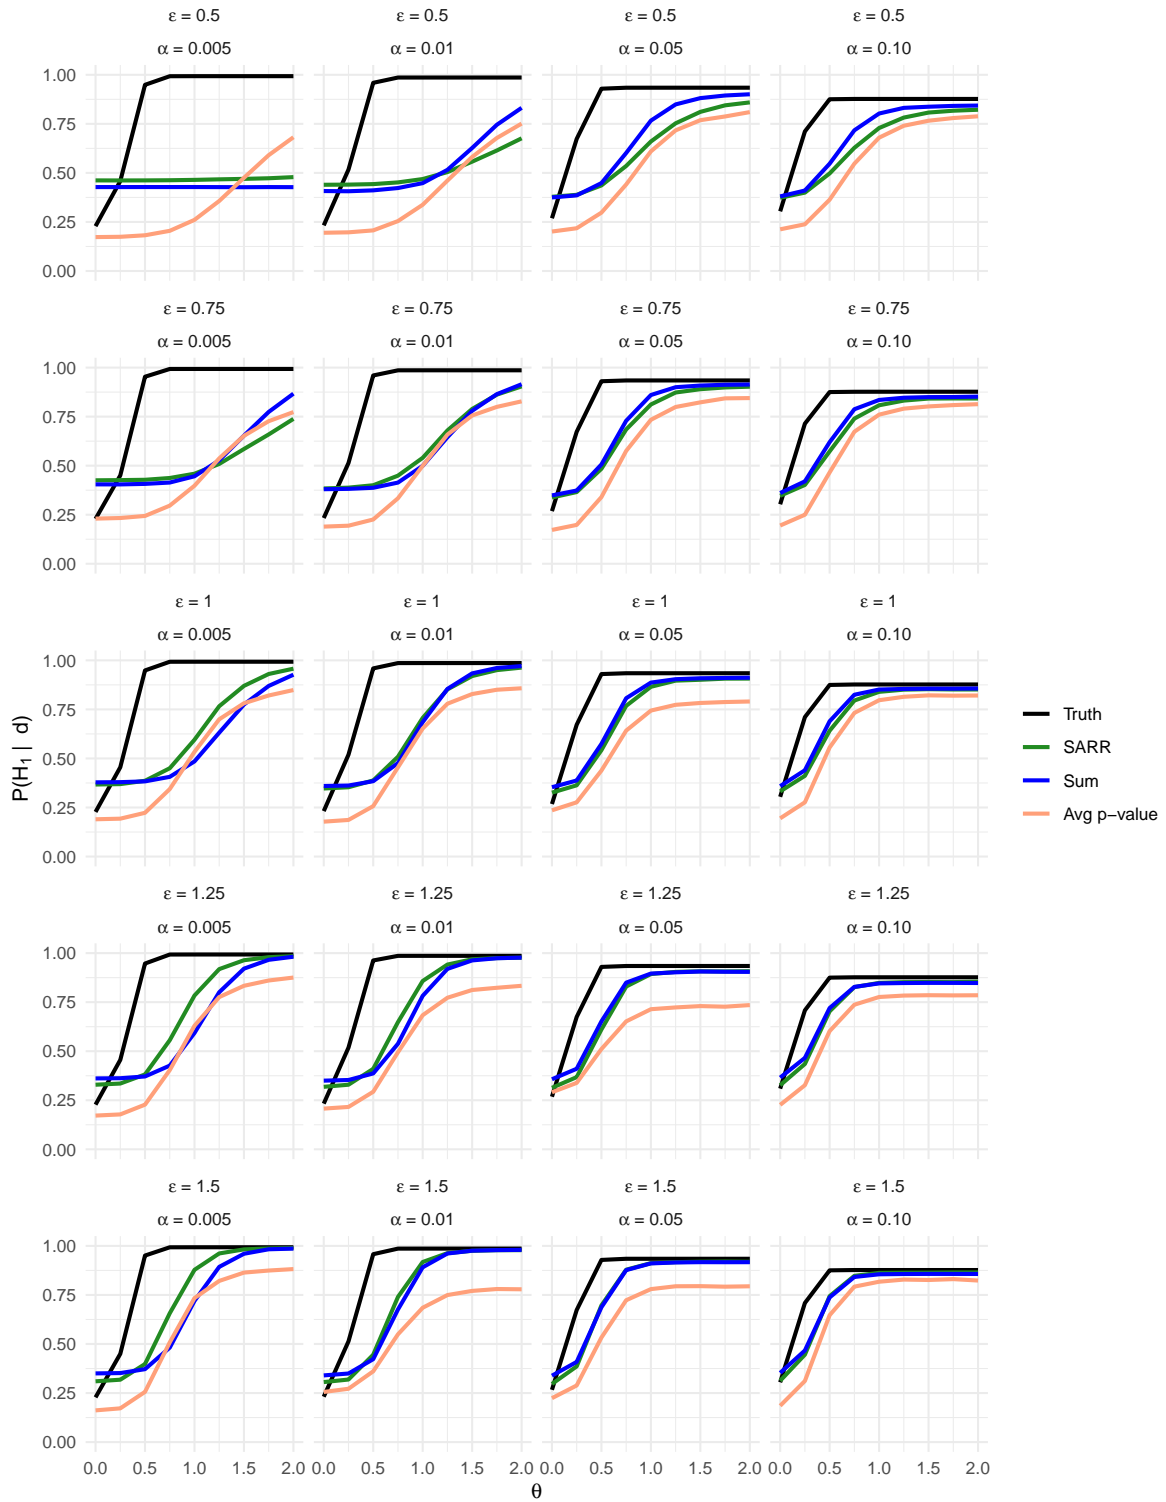 ε = 0.5 ε = 0.5 ε = 0.5 ε = 0.5
α = 0.005 α = 0.01 α = 0.05 α = 0.10
1.00
0.75
0.50
0.25
0.00
ε = 0.75 ε = 0.75 ε = 0.75 ε = 0.75
α = 0.005 α = 0.01 α = 0.05 α = 0.10
1.00
0.75
0.50
0.25
0.00
ε = 1 ε = 1 ε = 1 ε = 1
α = 0.005 α = 0.01 α = 0.05 α = 0.10
1.00
0.75
0.50
0.25
0.00
P(H₁ | d)
Truth
SARR
Sum
Avg p−value
ε = 1.25 ε = 1.25 ε = 1.25 ε = 1.25
α = 0.005 α = 0.01 α = 0.05 α = 0.10
1.00
0.75
0.50
0.25
0.00
ε = 1.5 ε = 1.5 ε = 1.5 ε = 1.5
α = 0.005 α = 0.01 α = 0.05 α = 0.10
1.00
0.75
0.50
0.25
0.00
0.0 0.5 1.0 1.5 2.0 0.0 0.5 1.0 1.5 2.0 0.0 0.5 1.0 1.5 2.0 0.0 0.5 1.0 1.5 2.0
θ